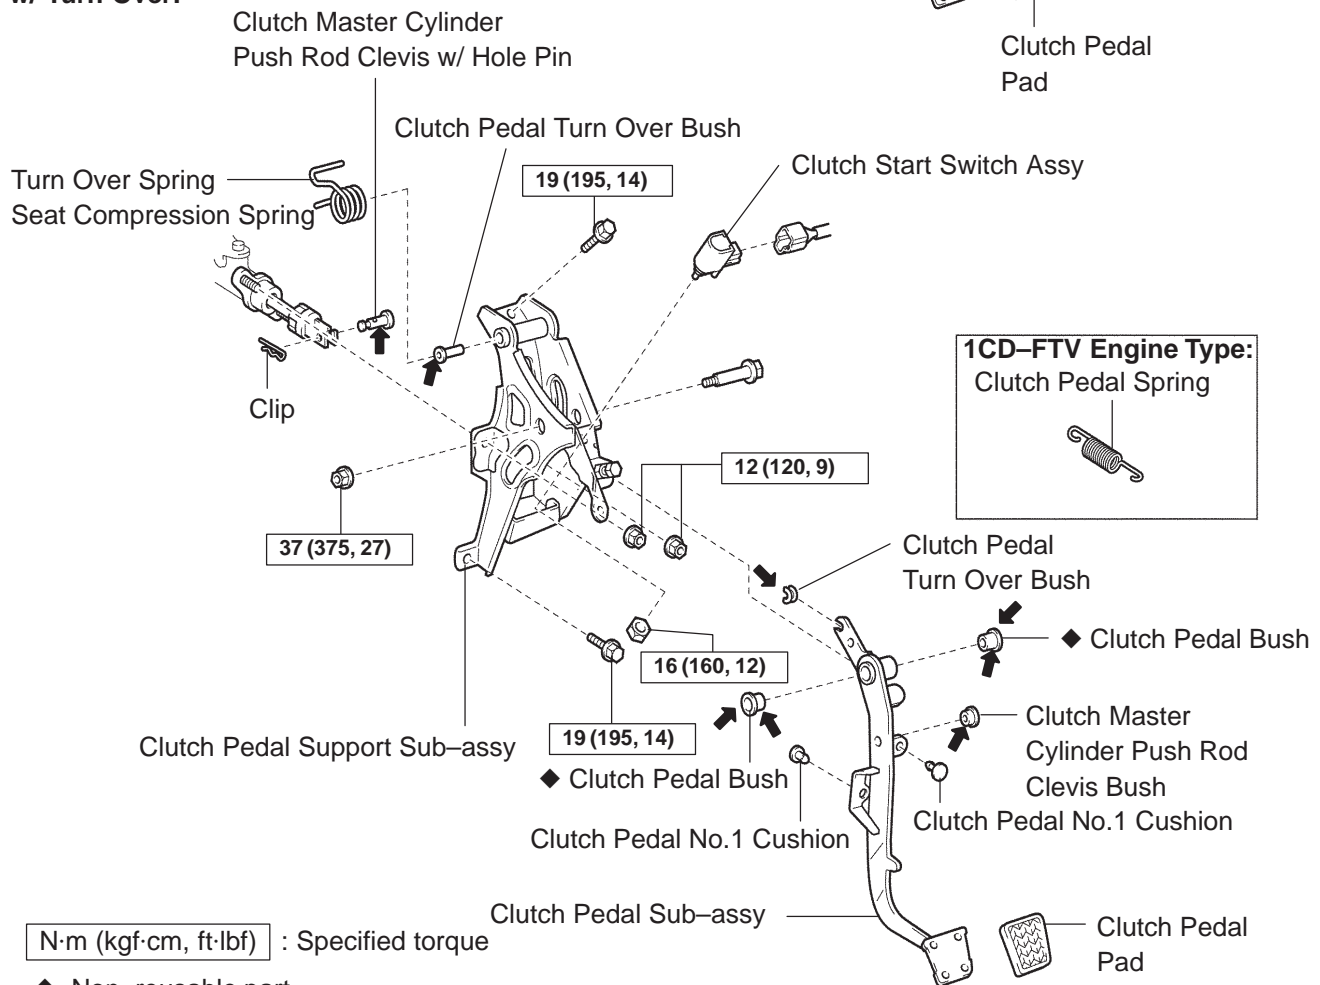 w/ Turn Over:
Clutch Master Cylinder
Push Rod Clevis w/ Hole Pin
Clutch Pedal
Pad
Clutch Pedal Turn Over Bush
Turn Over Spring
Seat Compression Spring
19 (195, 14)
Clutch Start Switch Assy
Clip
1CD–FTV Engine Type:
Clutch Pedal Spring
12 (120, 9)
37 (375, 27)
Clutch Pedal
Turn Over Bush
◆ Clutch Pedal Bush
16 (160, 12)
Clutch Pedal Support Sub–assy
19 (195, 14)
◆ Clutch Pedal Bush
Clutch Master
Cylinder Push Rod
Clevis Bush
Clutch Pedal No.1 Cushion
Clutch Pedal No.1 Cushion
Clutch Pedal Sub–assy
Clutch Pedal
Pad
N·m (kgf·cm, ft·lbf) : Specified torque
◆ Non–reusable part